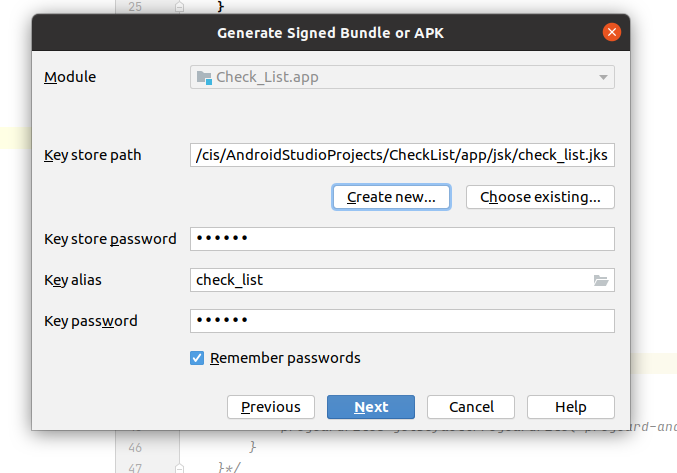 25 }
Generate Signed Bundle or APK
Module Check_List.app
Key store path /cis/AndroidStudioProjects/CheckList/app/jsk/check_list.jks
Create new... Choose existing...
Key store password ••••••
Key alias check_list
Key password ••••••
Remember passwords
Previous Next Cancel Help
46 }
47 }*/